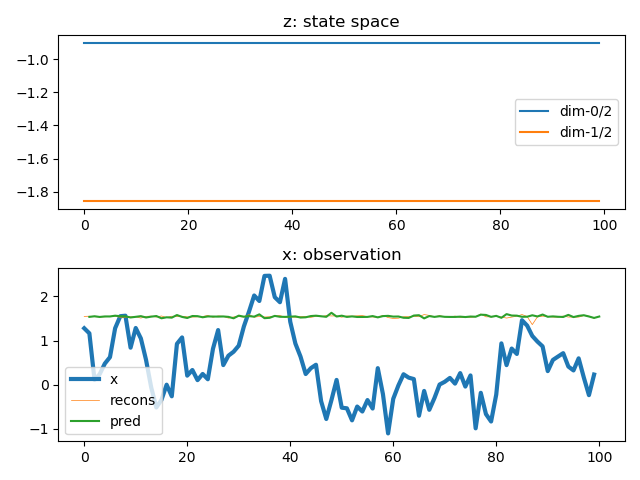 z: state space
−1.0
−1.2
−1.4
−1.6
−1.8
dim-0/2
dim-1/2
0 20 40 60 80 100
x: observation
2
1
0
−1
x
recons
pred
0 20 40 60 80 100